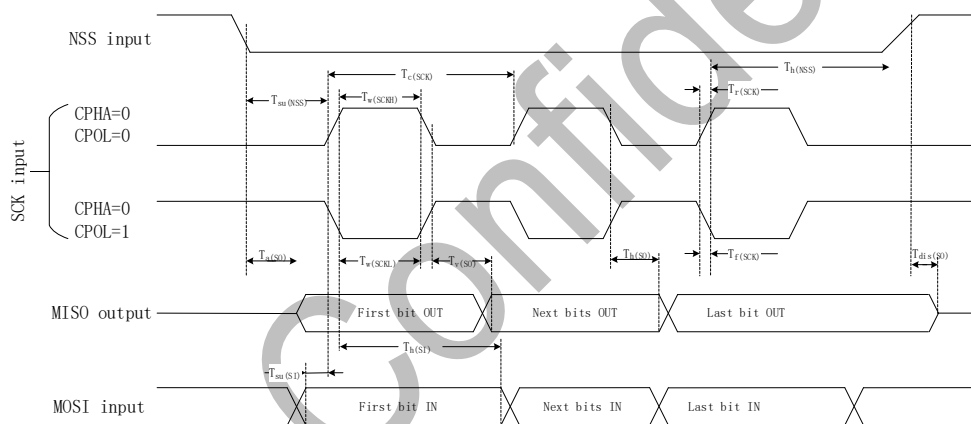 NSS input
Tc(SCK)
Th(NSS)
Tsu(NSS)
Tw(SCKH)
Tr(SCK)
CPHA=0
CPOL=0
SCK input
CPHA=0
CPOL=1
Ta(SO)
Tw(SCKL)
Tv(SO)
Th(SO)
Tf(SCK)
Tdis(SO)
MISO output
First bit OUT
Next bits OUT
Last bit OUT
Th(SI)
Tsu(SI)
MOSI input
First bit IN
Next bits IN
Last bit IN
Confide